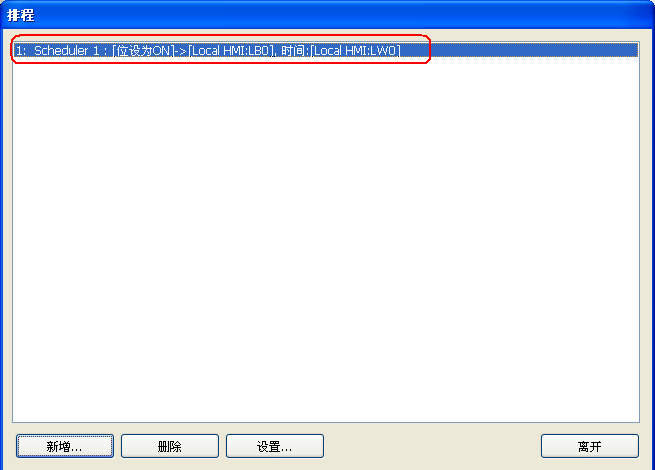 排程
1: Scheduler 1 : [位设为ON]->[Local HMI:LB0], 时间:[Local HMI:LW0]
新增... 删除 设置... 离开